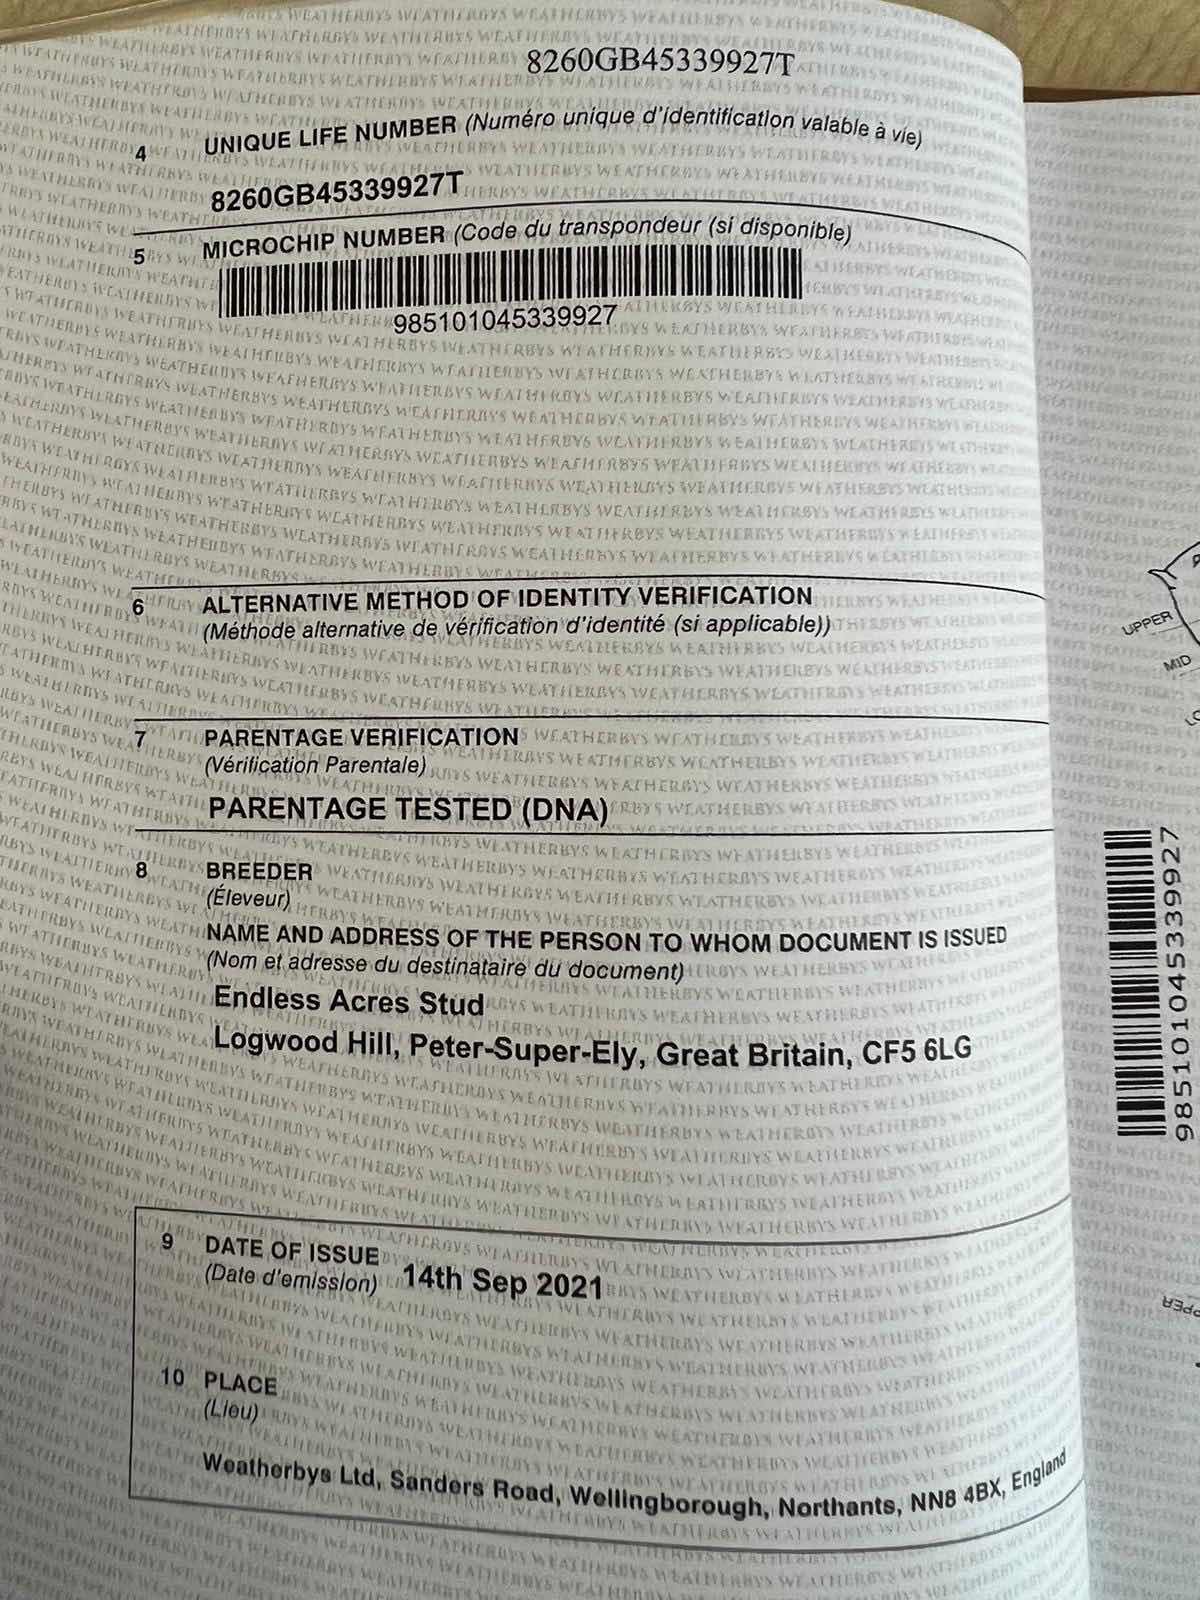 8260GB45339927T
4 UNIQUE LIFE NUMBER (Numéro unique d'identification valable à vie)
8260GB45339927T
5 MICROCHIP NUMBER (Code du transpondeur (si disponible)
985101045339927
6 ALTERNATIVE METHOD OF IDENTITY VERIFICATION
(Méthode alternative de vérification d'identité (si applicable))
7 PARENTAGE VERIFICATION
(Vérification Parentale)
PARENTAGE TESTED (DNA)
8 BREEDER
(Éleveur)
NAME AND ADDRESS OF THE PERSON TO WHOM DOCUMENT IS ISSUED
(Nom et adresse du destinataire du document)
Endless Acres Stud
Logwood Hill, Peter-Super-Ely, Great Britain, CF5 6LG
9 DATE OF ISSUE
(Date d'emission) 14th Sep 2021
10 PLACE
(Lieu)
Weatherbys Ltd, Sanders Road, Wellingborough, Northants, NN8 4BX, England
UPPER
MID
985101045339927